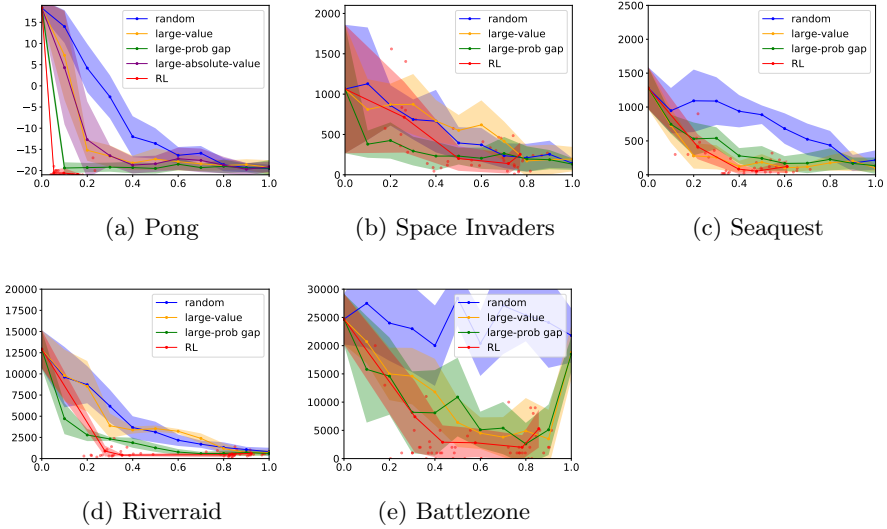 random
large-value
large-prob gap
large-absolute-value
RL
15
10
5
0
−5
−10
−15
−20
0.0 0.2 0.4 0.6 0.8 1.0
(a) Pong
random
large-value
large-prob gap
RL
2000
1500
1000
500
0
0.0 0.2 0.4 0.6 0.8 1.0
(b) Space Invaders
random
large-value
large-prob gap
RL
2500
2000
1500
1000
500
0
0.0 0.2 0.4 0.6 0.8 1.0
(c) Seaquest
random
large-value
large-prob gap
RL
20000
17500
15000
12500
10000
7500
5000
2500
0
0.0 0.2 0.4 0.6 0.8 1.0
(d) Riverraid
random
large-value
large-prob gap
RL
30000
25000
20000
15000
10000
5000
0
0.0 0.2 0.4 0.6 0.8 1.0
(e) Battlezone